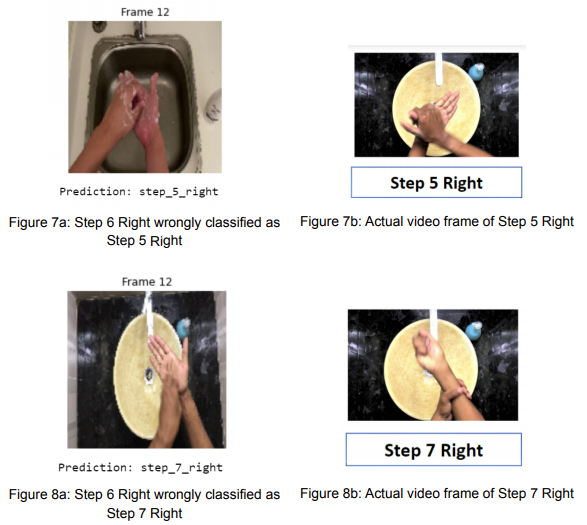 Frame 12
Prediction: step_5_right
Step 5 Right
Figure 7a: Step 6 Right wrongly classified as
Step 5 Right
Figure 7b: Actual video frame of Step 5 Right
Frame 12
Prediction: step_7_right
Step 7 Right
Figure 8a: Step 6 Right wrongly classified as
Step 7 Right
Figure 8b: Actual video frame of Step 7 Right